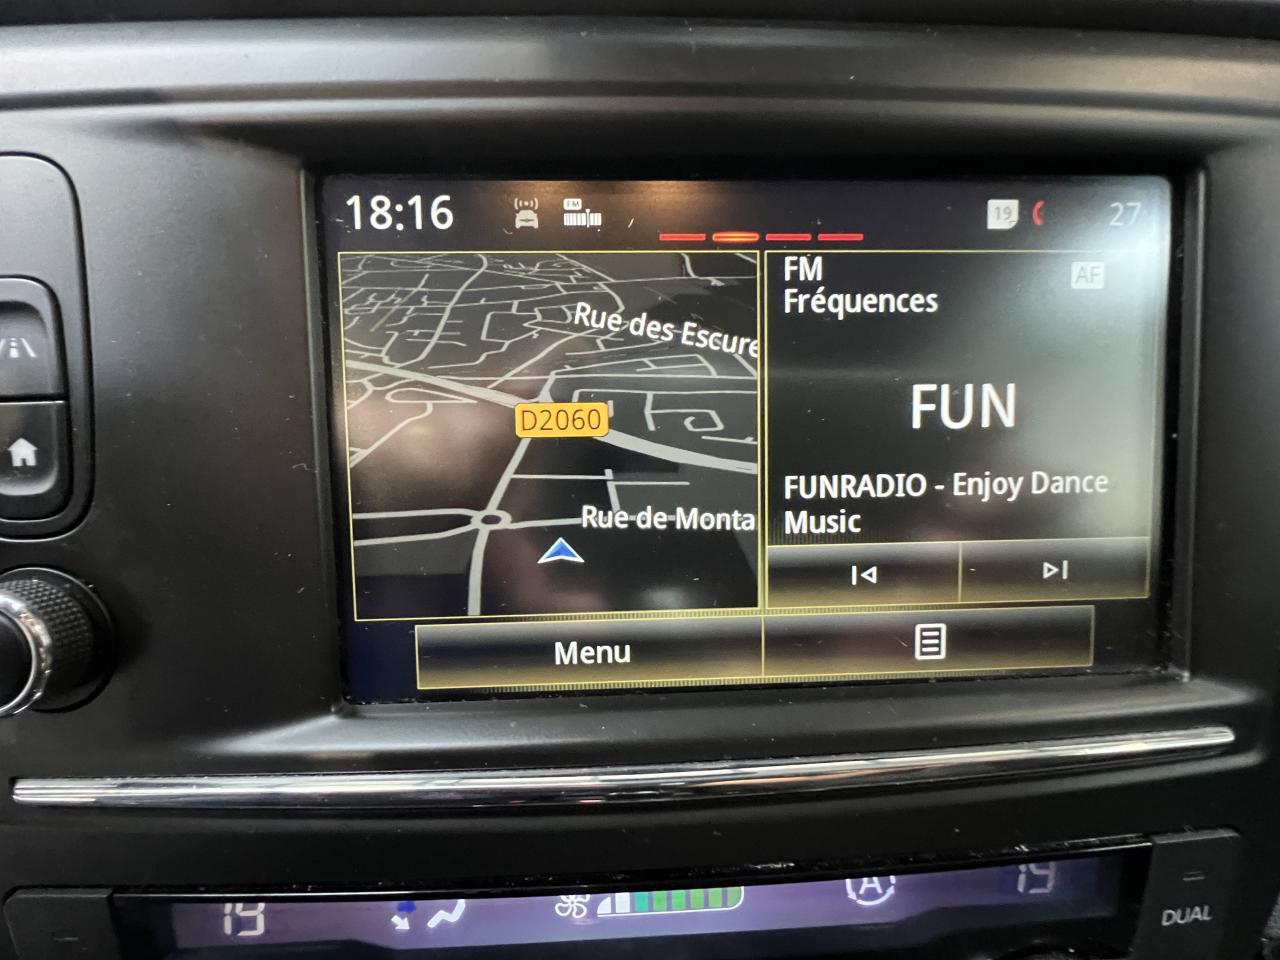 18:16
FM
19
27
Rue des Escure
D2060
Rue de Monta
FM
AF
Fréquences
FUN
FUNRADIO - Enjoy Dance
Music
Menu
19
A
19
DUAL